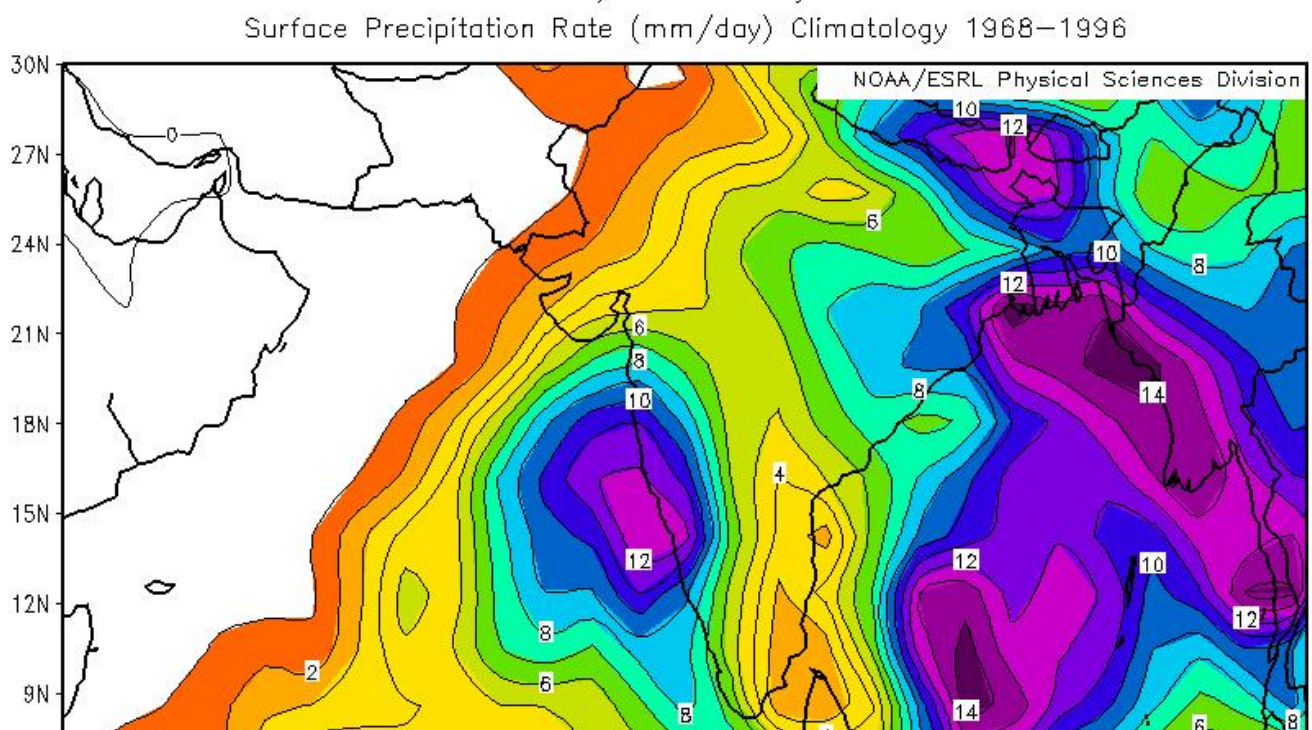 Surface Precipitation Rate (mm/day) Climatology 1968-1996
30N
NOAA/ESRL Physical Sciences Division
10
12
0
27N
6
24N
10
8
12
21N
6
8
8
14
10
18N
4
15N
12
12
10
12N
12
8
2
6
9N
14
8
6
8